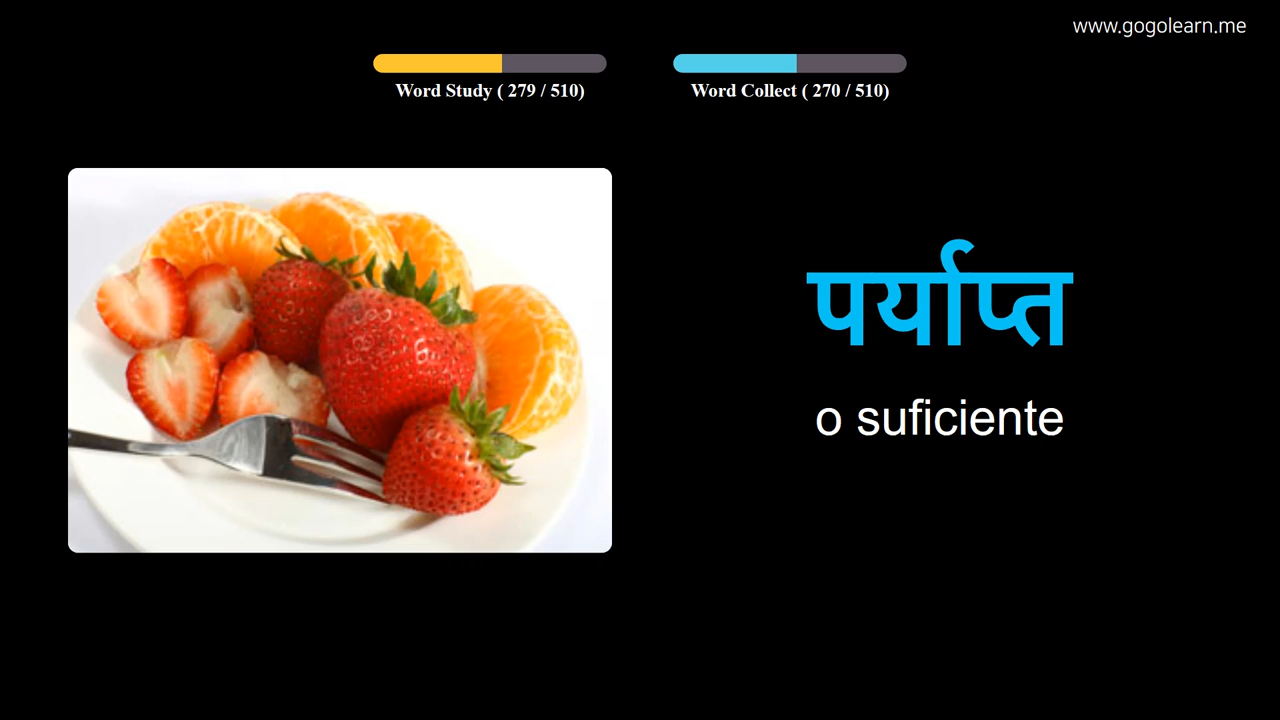 www.gogolearn.me
Word Study ( 279 / 510)
Word Collect ( 270 / 510)
पर्याप्त
o suficiente